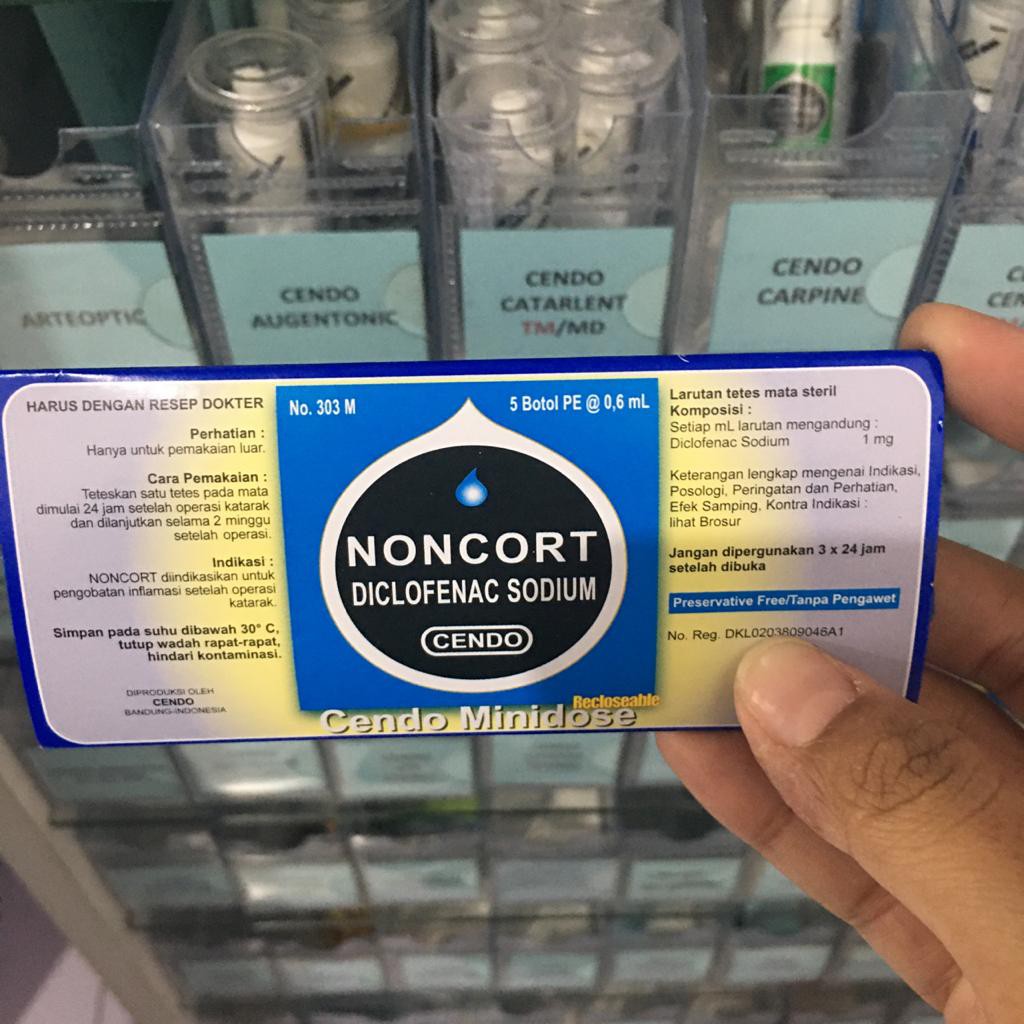 ARTEOPTIC
CENDO
AUGENTONIC
CENDO
CATARLENT
TM/MD
CENDO
CARPINE
HARUS DENGAN RESEP DOKTER
Perhatian :
Hanya untuk pemakaian luar.
Cara Pemakaian :
Teteskan satu tetes pada mata
dimulai 24 jam setelah operasi katarak
dan dilanjutkan selama 2 minggu
setelah operasi.
Indikasi :
NONCORT diindikasikan untuk
pengobatan inflamasi setelah operasi
katarak.
Simpan pada suhu dibawah 30° C,
tutup wadah rapat-rapat,
hindari kontaminasi.
DIPRODUKSI OLEH
CENDO
BANDUNG-INDONESIA
No. 303 M
5 Botol PE @ 0,6 mL
NONCORT
DICLOFENAC SODIUM
CENDO
Recloseable
Cendo Minidose
Larutan tetes mata steril
Komposisi :
Setiap mL larutan mengandung :
Diclofenac Sodium 1 mg
Keterangan lengkap mengenai Indikasi,
Posologi, Peringatan dan Perhatian,
Efek Samping, Kontra Indikasi :
lihat Brosur
Jangan dipergunakan 3 x 24 jam
setelah dibuka
Preservative Free/Tanpa Pengawet
No. Reg. DKL0203809046A1